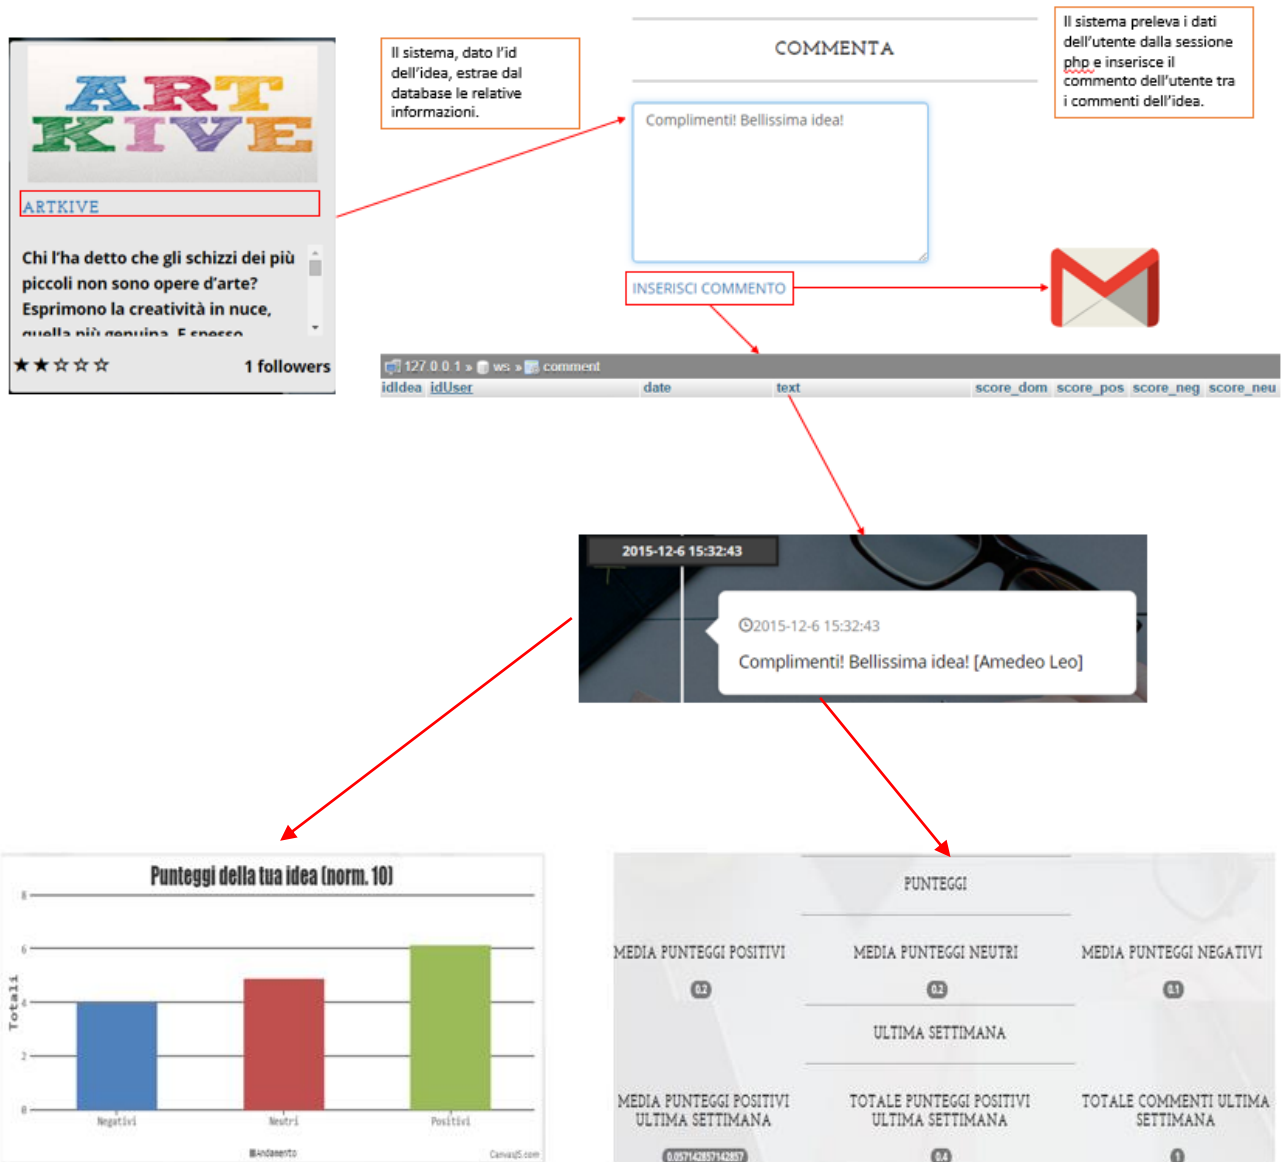 ART
KIVE
ARTKIVE
Chi l'ha detto che gli schizzi dei più
piccoli non sono opere d'arte?
Esprimono la creatività in nuce,
quella più genuina. E spesso
★★☆☆☆ 1 followers
Il sistema, dato l'id
dell'idea, estrae dal
database le relative
informazioni.
COMMENTA
Complimenti! Bellissima idea!
INSERISCI COMMENTO
Il sistema preleva i dati
dell'utente dalla sessione
php e inserisce il
commento dell'utente tra
i commenti dell'idea.
127.0.0.1 » ws » comment
idIdea idUser date text score_dom score_pos score_neg score_neu
2015-12-6 15:32:43
2015-12-6 15:32:43
Complimenti! Bellissima idea! [Amedeo Leo]
Punteggi della tua idea (norm. 10)
Totali
8
6
4
2
0
Negativi Neutri Positivi
Andamento
CanvasJS.com
PUNTEGGI
MEDIA PUNTEGGI POSITIVI
0.2
MEDIA PUNTEGGI NEUTRI
0.2
MEDIA PUNTEGGI NEGATIVI
0.1
ULTIMA SETTIMANA
MEDIA PUNTEGGI POSITIVI
ULTIMA SETTIMANA
0.057142857142857
TOTALE PUNTEGGI POSITIVI
ULTIMA SETTIMANA
0.4
TOTALE COMMENTI ULTIMA
SETTIMANA
1